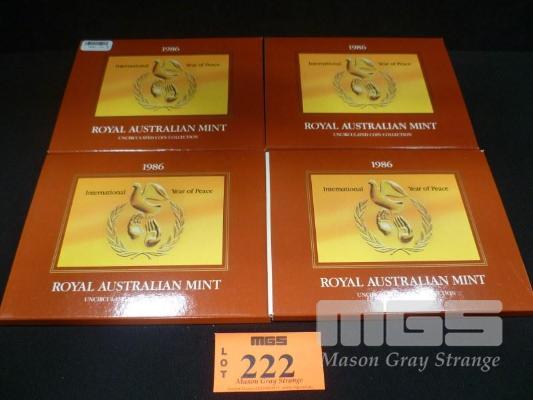 1986
International Year of Peace
ROYAL AUSTRALIAN MINT
UNCIRCULATED COIN COLLECTION
1986
International Year of Peace
ROYAL AUSTRALIAN MINT
UNCIRCULATED COIN COLLECTION
1986
International Year of Peace
ROYAL AUSTRALIAN MINT
1986
International Year of Peace
ROYAL AUSTRALIAN MINT
MGS
LOT 222
Mason Gray Strange
MGS
Mason Gray Strange